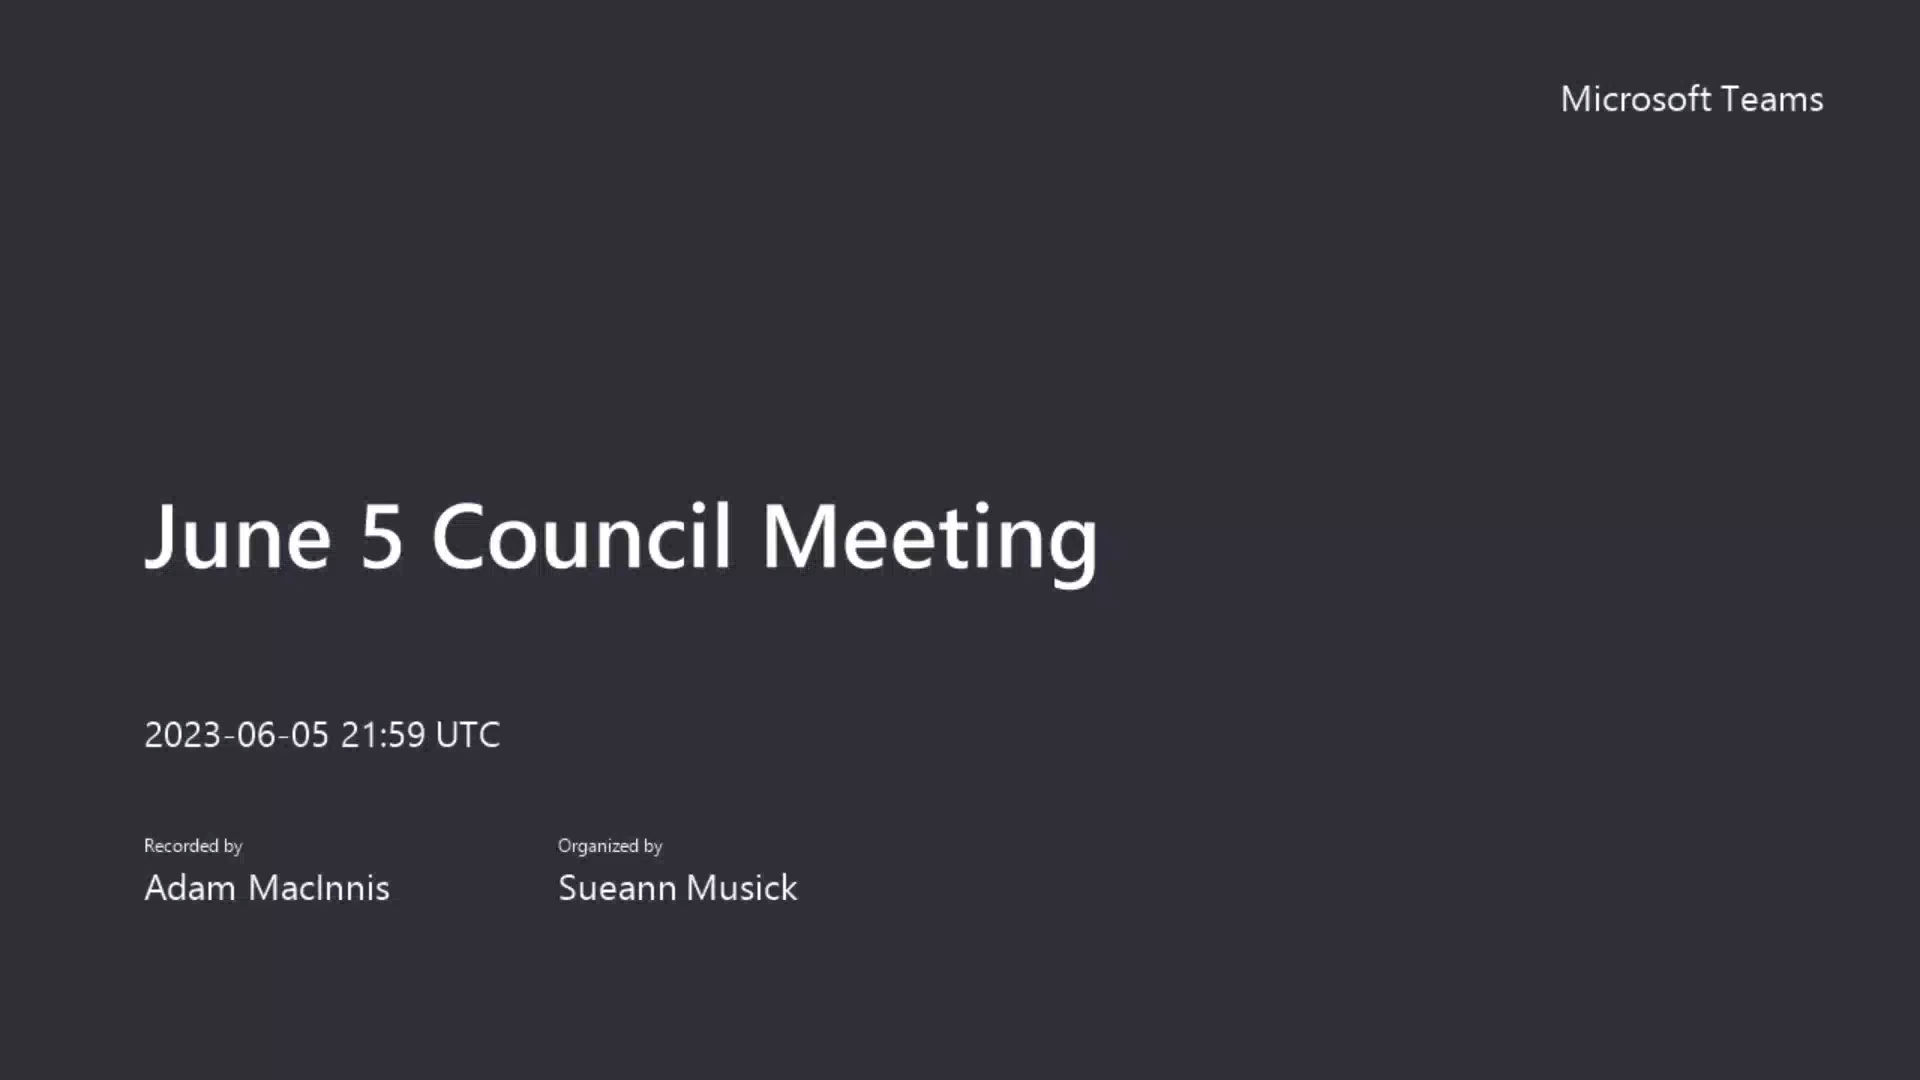 Microsoft Teams
June 5 Council Meeting
2023-06-05 21:59 UTC
Recorded by
Adam MacInnis
Organized by
Sueann Musick